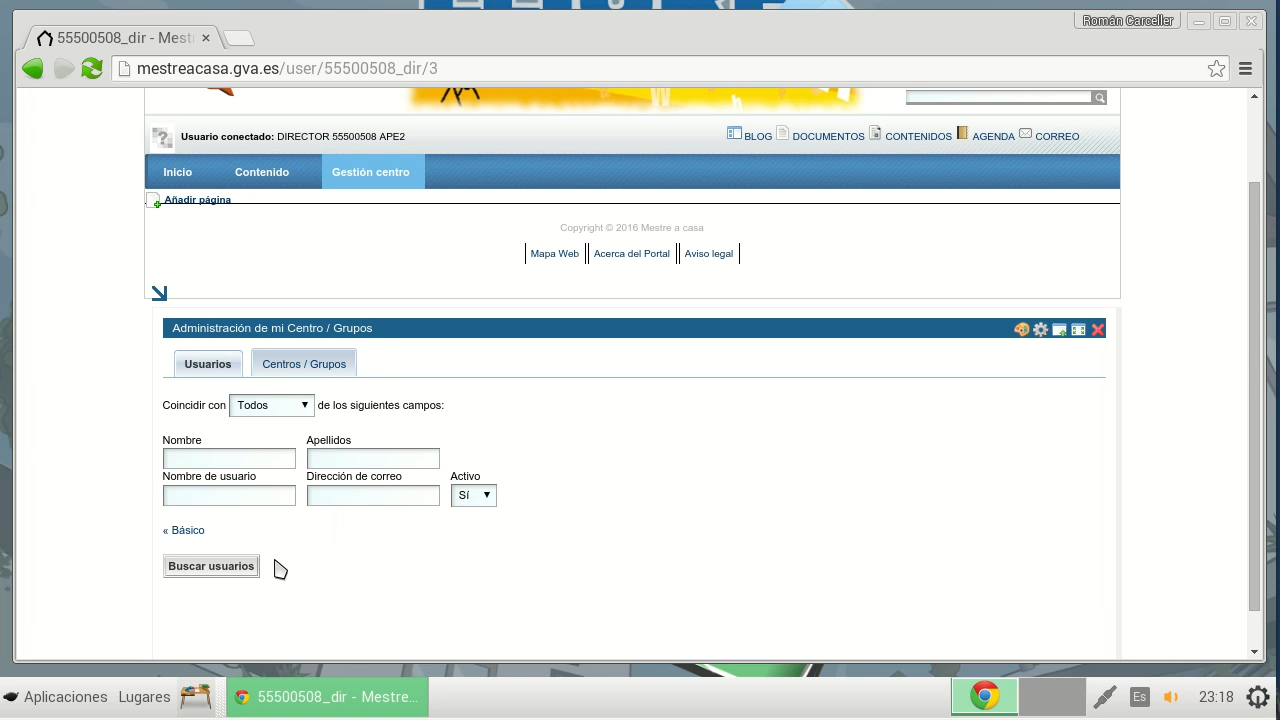 Román Carceller
55500508_dir - Mest
mestreacasa.gva.es/user/55500508_dir/3
Usuario conectado: DIRECTOR 55500508 APE2
BLOG DOCUMENTOS CONTENIDOS AGENDA CORREO
Inicio Contenido Gestión centro
Añadir página
Copyright © 2016 Mestre a casa
Mapa Web Acerca del Portal Aviso legal
Administración de mi Centro / Grupos
Usuarios Centros / Grupos
Coincidir con Todos de los siguientes campos:
Nombre Apellidos
Nombre de usuario Dirección de correo Activo
Sí
« Básico
Buscar usuarios
Aplicaciones Lugares 55500508_dir - Mestre... Es 23:18